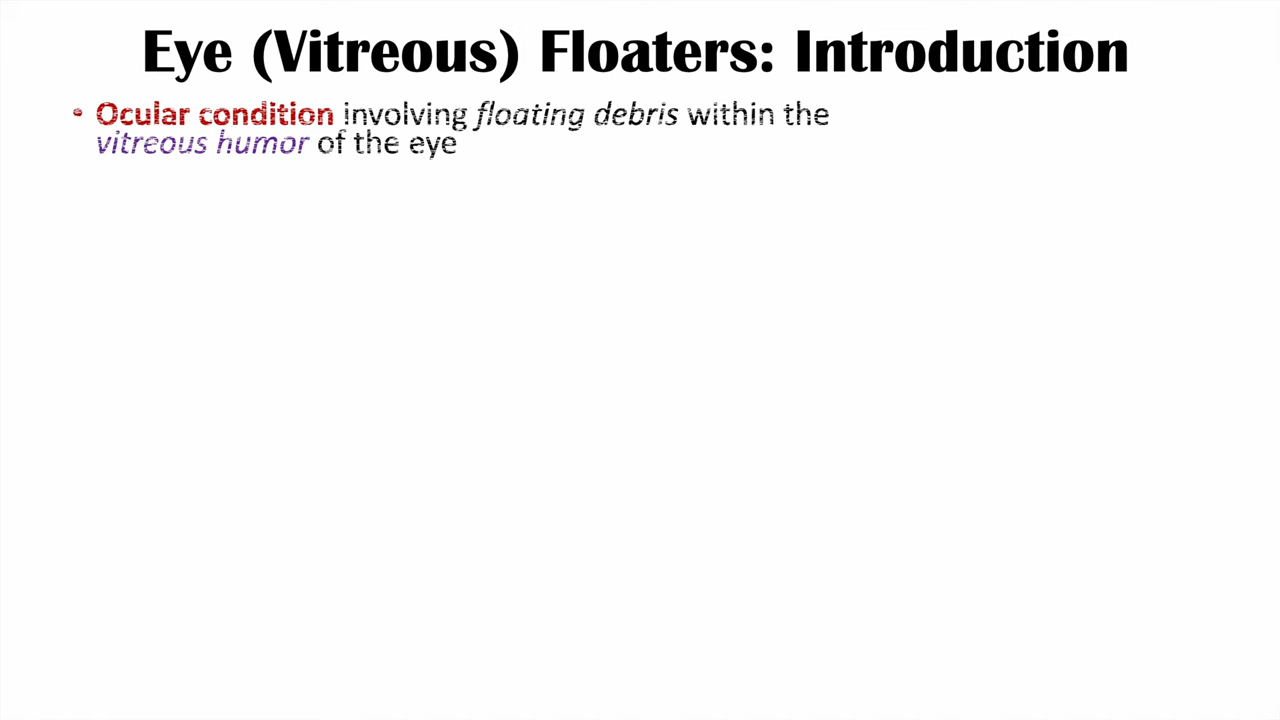 Eye (Vitreous) Floaters: Introduction
• Ocular condition involving floating debris within the
vitreous humor of the eye